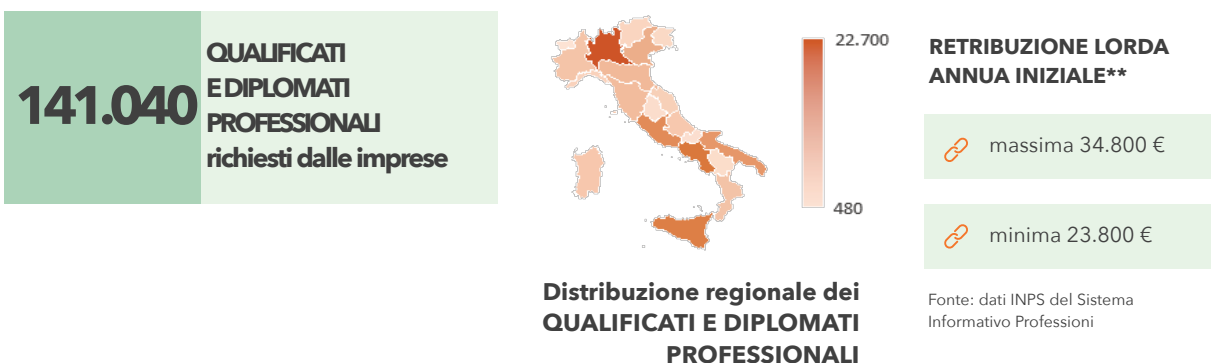 141.040
QUALIFICATI
E DIPLOMATI
PROFESSIONALI
richiesti dalle imprese
22.700
480
Distribuzione regionale dei
QUALIFICATI E DIPLOMATI
PROFESSIONALI
RETRIBUZIONE LORDA
ANNUA INIZIALE**
massima 34.800 €
minima 23.800 €
Fonte: dati INPS del Sistema
Informativo Professioni